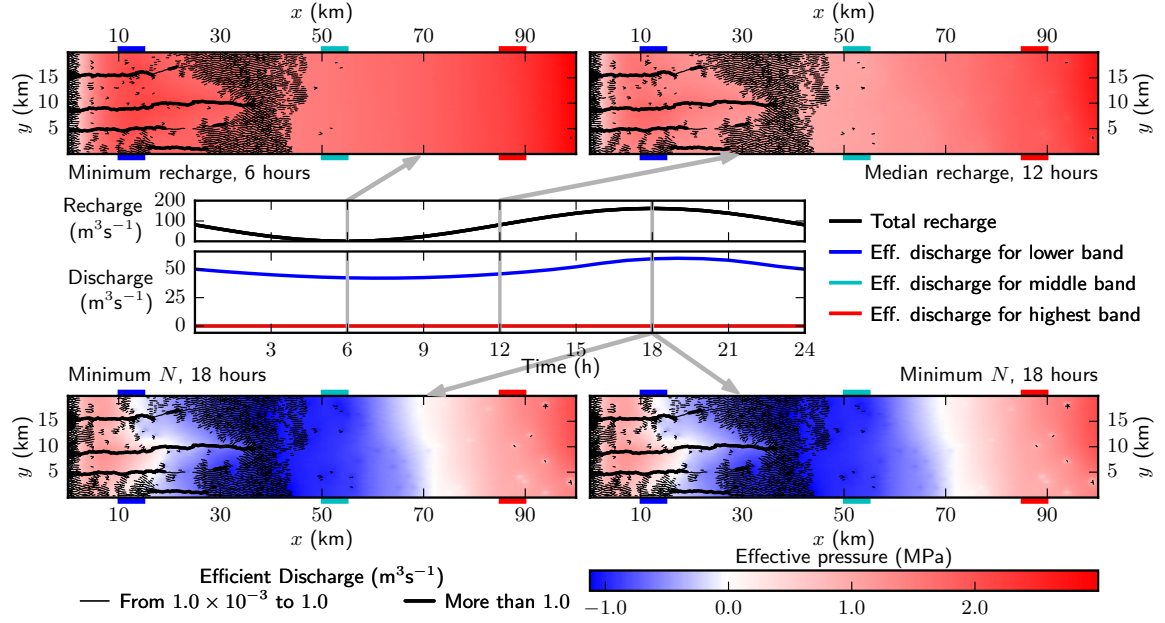 x (km) x (km)
10 30 50 70 90 10 30 50 70 90
y (km) 15 10 5 15 10 5 y (km)
Minimum recharge, 6 hours Median recharge, 12 hours
Recharge (m³s⁻¹) 200 100 0
Discharge (m³s⁻¹) 50 25 0
3 6 9 12 15 18 21 24
Time (h)
Total recharge
Eff. discharge for lower band
Eff. discharge for middle band
Eff. discharge for highest band
Minimum N, 18 hours Minimum N, 18 hours
y (km) 15 10 5 15 10 5 y (km)
10 30 50 70 90 10 30 50 70 90
x (km) x (km)
Efficient Discharge (m³s⁻¹)
From 1.0 × 10⁻³ to 1.0 More than 1.0
Effective pressure (MPa)
−1.0 0.0 1.0 2.0